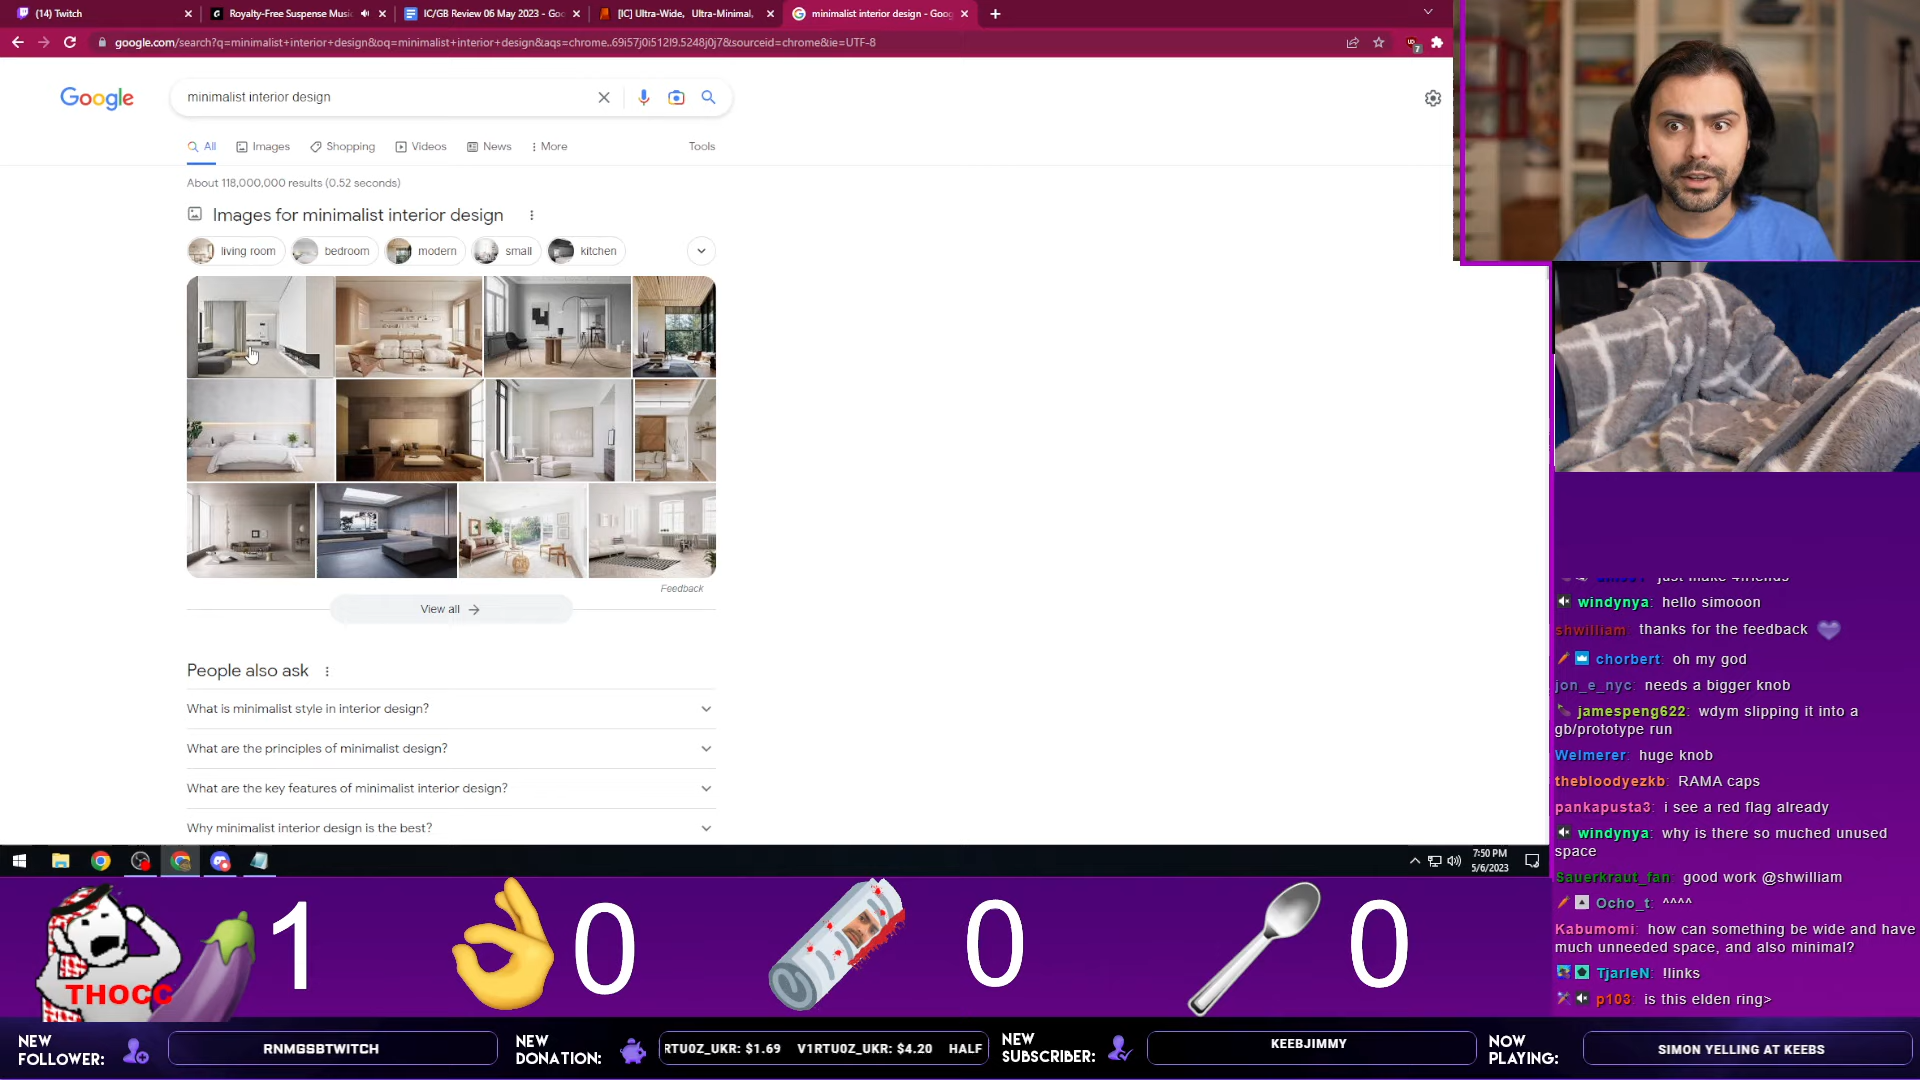 (14) Twitch
Royalty-Free Suspense Music
IC/GB Review 06 May 2023 - Goo
[IC] Ultra-Wide, Ultra-Minimal,
minimalist interior design - Goog
google.com/search?q=minimalist+interior+design&oq=minimalist+interior+design&aqs=chrome..69i57j0i512l9.5248j0j7&sourceid=chrome&ie=UTF-8
7
Google
minimalist interior design
All
Images
Shopping
Videos
News
More
Tools
About 118,000,000 results (0.52 seconds)
Images for minimalist interior design
living room
bedroom
modern
small
kitchen
Feedback
View all
People also ask
What is minimalist style in interior design?
What are the principles of minimalist design?
What are the key features of minimalist interior design?
Why minimalist interior design is the best?
7:50 PM
5/6/2023
windynya: hello simooon
shwilliam: thanks for the feedback
chorbert: oh my god
jon_e_nyc: needs a bigger knob
jamespeng622: wdym slipping it into a
gb/prototype run
Welmerer: huge knob
thebloodyezkb: RAMA caps
pankapusta3: i see a red flag already
windynya: why is there so muched unused
space
Sauerkraut_fan: good work @shwilliam
Ocho_t: ^^^^
Kabumomi: how can something be wide and have
much unneeded space, and also minimal?
TjarleN: !links
p103: is this elden ring>
THOCC
1
0
0
0
NEW
FOLLOWER:
RNMGSBTWITCH
NEW
DONATION:
RTU0Z_UKR: $1.69 V1RTU0Z_UKR: $4.20 HALF
NEW
SUBSCRIBER:
KEEBJIMMY
NOW
PLAYING:
SIMON YELLING AT KEEBS